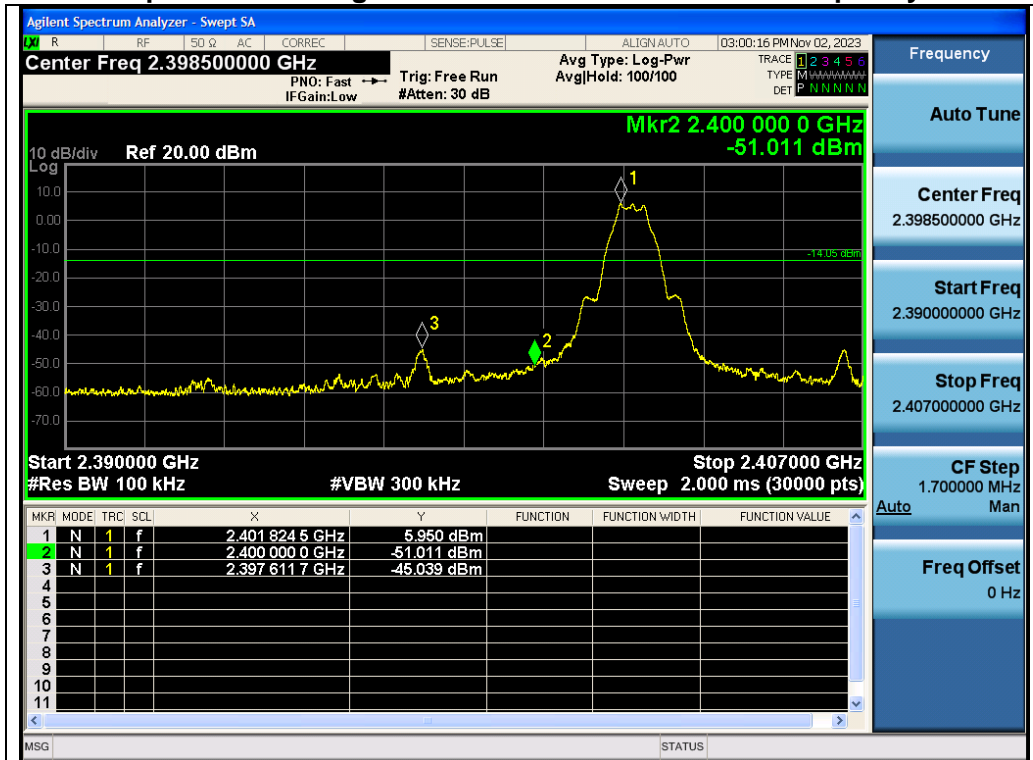 Agilent Spectrum Analyzer - Swept SA
LXI R RF 50 Ω AC CORREC SENSE:PULSE ALIGN AUTO 03:00:16 PM Nov 02, 2023
Center Freq 2.398500000 GHz
PNO: Fast
IFGain:Low
Trig: Free Run
#Atten: 30 dB
Avg Type: Log-Pwr
Avg|Hold: 100/100
TRACE 1 2 3 4 5 6
TYPE M WWWWW
DET P N N N N N
Mkr2 2.400 000 0 GHz
-51.011 dBm
10 dB/div Ref 20.00 dBm
Log
10.0
0.00
-10.0
-20.0
-30.0
-40.0
-50.0
-60.0
-70.0
-14.05 dBm
1
2
3
Start 2.390000 GHz Stop 2.407000 GHz
#Res BW 100 kHz #VBW 300 kHz Sweep 2.000 ms (30000 pts)
MKR MODE TRC SCL X Y FUNCTION FUNCTION WIDTH FUNCTION VALUE
1 N 1 f 2.401 824 5 GHz 5.950 dBm
2 N 1 f 2.400 000 0 GHz -51.011 dBm
3 N 1 f 2.397 611 7 GHz -45.039 dBm
4
5
6
7
8
9
10
11
MSG STATUS
Frequency
Auto Tune
Center Freq
2.398500000 GHz
Start Freq
2.390000000 GHz
Stop Freq
2.407000000 GHz
CF Step
1.700000 MHz
Auto Man
Freq Offset
0 Hz